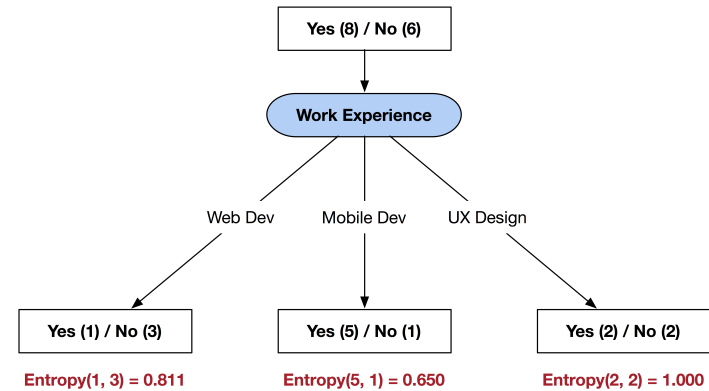 Yes (8) / No (6)
Work Experience
Web Dev
Mobile Dev
UX Design
Yes (1) / No (3)
Yes (5) / No (1)
Yes (2) / No (2)
Entropy(1, 3) = 0.811
Entropy(5, 1) = 0.650
Entropy(2, 2) = 1.000